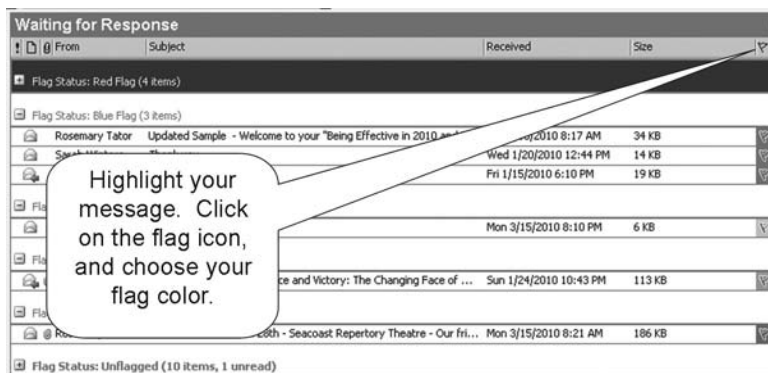 Waiting for Response
! From Subject Received Size
Flag Status: Red Flag (4 items)
Flag Status: Blue Flag (3 items)
Rosemary Tator Updated Sample - Welcome to your "Being Effective in 2010 and /2010 8:17 AM 34 KB
Wed 1/20/2010 12:44 PM 14 KB
Fri 1/15/2010 6:10 PM 19 KB
Highlight your
message. Click
on the flag icon,
and choose your
flag color.
Mon 3/15/2010 8:10 PM 6 KB
ce and Victory: The Changing Face of ... Sun 1/24/2010 10:43 PM 113 KB
- Seacoast Repertory Theatre - Our fri... Mon 3/15/2010 8:21 AM 186 KB
Flag Status: Unflagged (10 items, 1 unread)